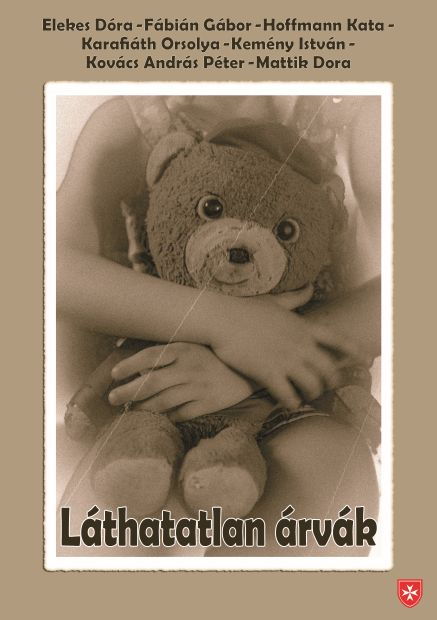 Elekes Dóra - Fábián Gábor - Hoffmann Kata -
Karafiáth Orsolya - Kemény István -
Kovács András Péter - Mattik Dora
Láthatatlan árvák